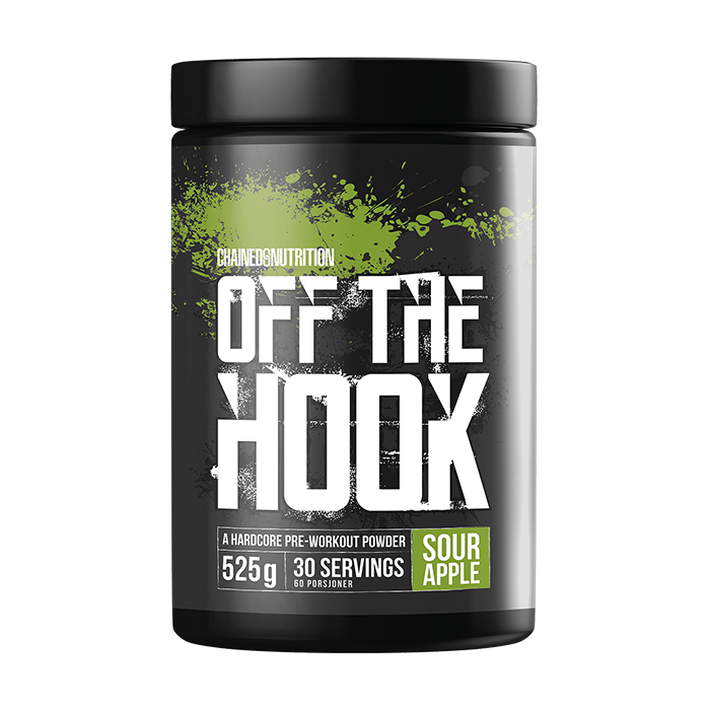 CHAINED NUTRITION
OFF THE
HOOK
A HARDCORE PRE-WORKOUT POWDER
525g
30 SERVINGS
60 PORSJONER
SOUR
APPLE